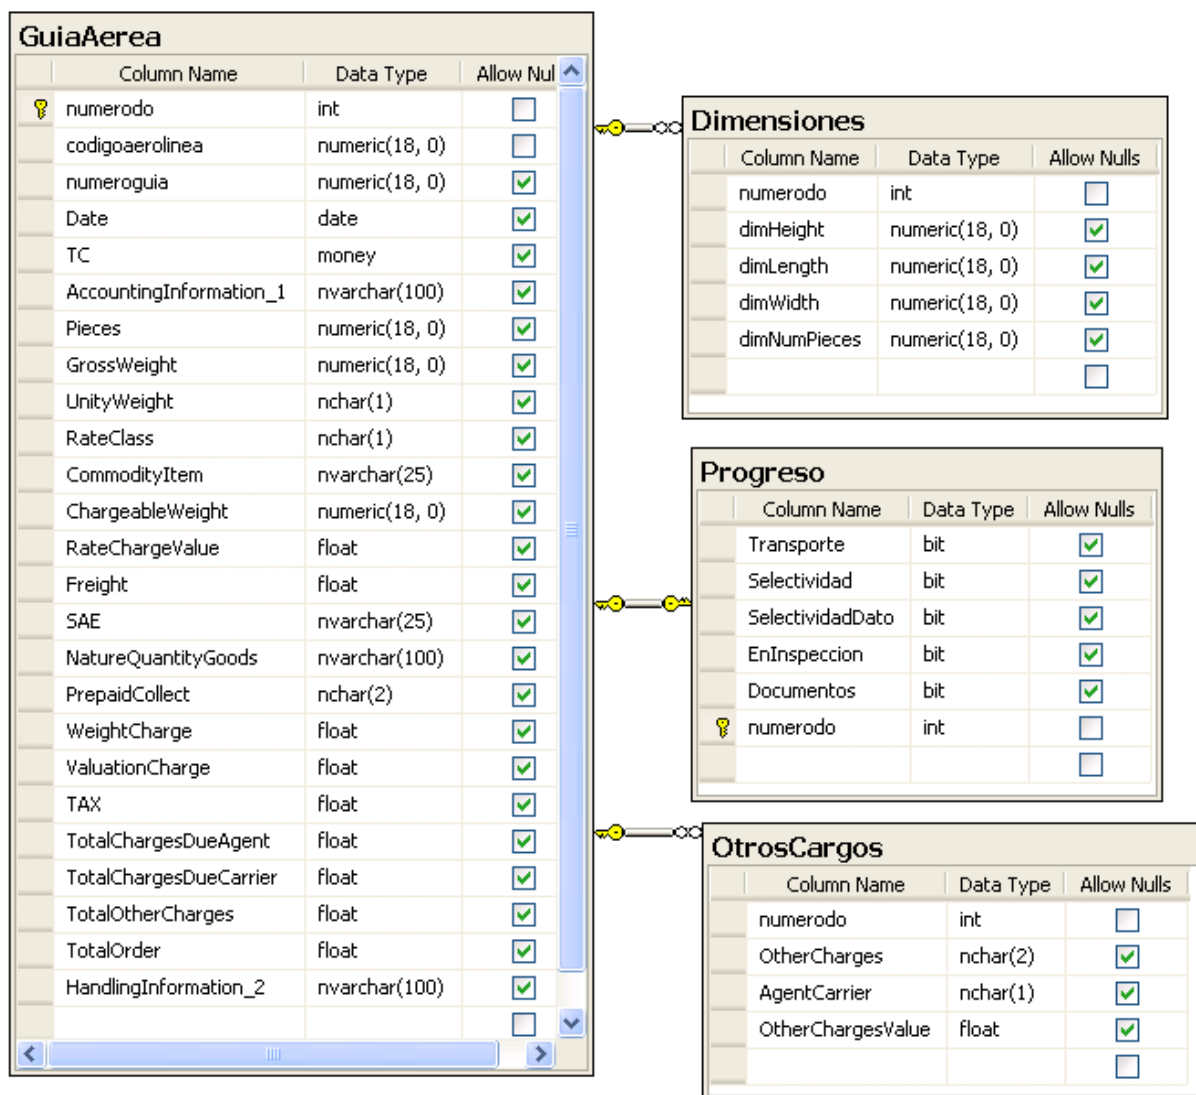 GuiaAerea
Column Name Data Type Allow Nul
numerodo int
codigoaerolinea numeric(18, 0)
numeroguia numeric(18, 0)
Date date
TC money
AccountingInformation_1 nvarchar(100)
Pieces numeric(18, 0)
GrossWeight numeric(18, 0)
UnityWeight nchar(1)
RateClass nchar(1)
CommodityItem nvarchar(25)
ChargeableWeight numeric(18, 0)
RateChargeValue float
Freight float
SAE nvarchar(25)
NatureQuantityGoods nvarchar(100)
PrepaidCollect nchar(2)
WeightCharge float
ValuationCharge float
TAX float
TotalChargesDueAgent float
TotalChargesDueCarrier float
TotalOtherCharges float
TotalOrder float
HandlingInformation_2 nvarchar(100)
Dimensiones
Column Name Data Type Allow Nulls
numerodo int
dimHeight numeric(18, 0)
dimLength numeric(18, 0)
dimWidth numeric(18, 0)
dimNumPieces numeric(18, 0)
Progreso
Column Name Data Type Allow Nulls
Transporte bit
Selectividad bit
SelectividadDato bit
EnInspeccion bit
Documentos bit
numerodo int
OtrosCargos
Column Name Data Type Allow Nulls
numerodo int
OtherCharges nchar(2)
AgentCarrier nchar(1)
OtherChargesValue float